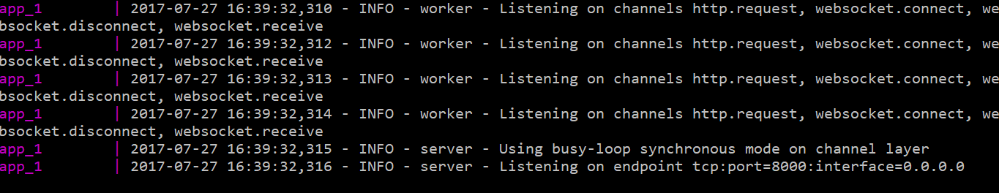 app_1        | 2017-07-27 16:39:32,310 - INFO - worker - Listening on channels http.request, websocket.connect, we
bsocket.disconnect, websocket.receive
app_1        | 2017-07-27 16:39:32,312 - INFO - worker - Listening on channels http.request, websocket.connect, we
bsocket.disconnect, websocket.receive
app_1        | 2017-07-27 16:39:32,313 - INFO - worker - Listening on channels http.request, websocket.connect, we
bsocket.disconnect, websocket.receive
app_1        | 2017-07-27 16:39:32,314 - INFO - worker - Listening on channels http.request, websocket.connect, we
bsocket.disconnect, websocket.receive
app_1        | 2017-07-27 16:39:32,315 - INFO - server - Using busy-loop synchronous mode on channel layer
app_1        | 2017-07-27 16:39:32,316 - INFO - server - Listening on endpoint tcp:port=8000:interface=0.0.0.0